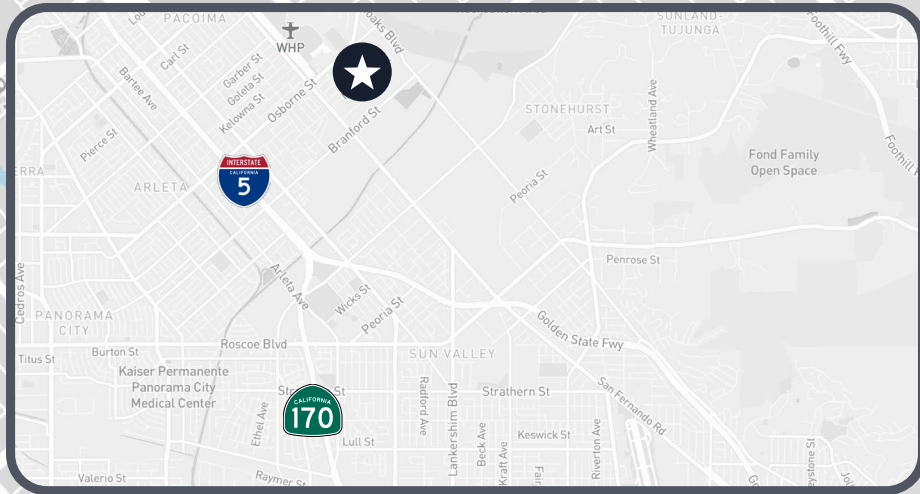 PACOIMA
SUNLAND-
TUJUNGA
Foothill Fwy
WHP
Carl St
Bartee Ave
Garber St
Goleta St
Kelowna St
Osborne St
Branford St
STONEHURST
Art St
Wheatland Ave
Pierce St
Fond Family
Open Space
INTERSTATE
CALIFORNIA
5
ARLETA
Peoria St
Penrose St
Cedros Ave
Arleta Ave
Wicks St
Peoria St
PANORAMA
CITY
Golden State Fwy
Roscoe Blvd
Burton St
Titus St
SUN VALLEY
Kaiser Permanente
Panorama City
Medical Center
CALIFORNIA
170
Strathern St
San Fernando Rd
Radford Ave
Lankershim Blvd
Ethel Ave
Lull St
Beck Ave
Kraft Ave
Keswick St
Riverton Ave
Valerio St
Raymer St